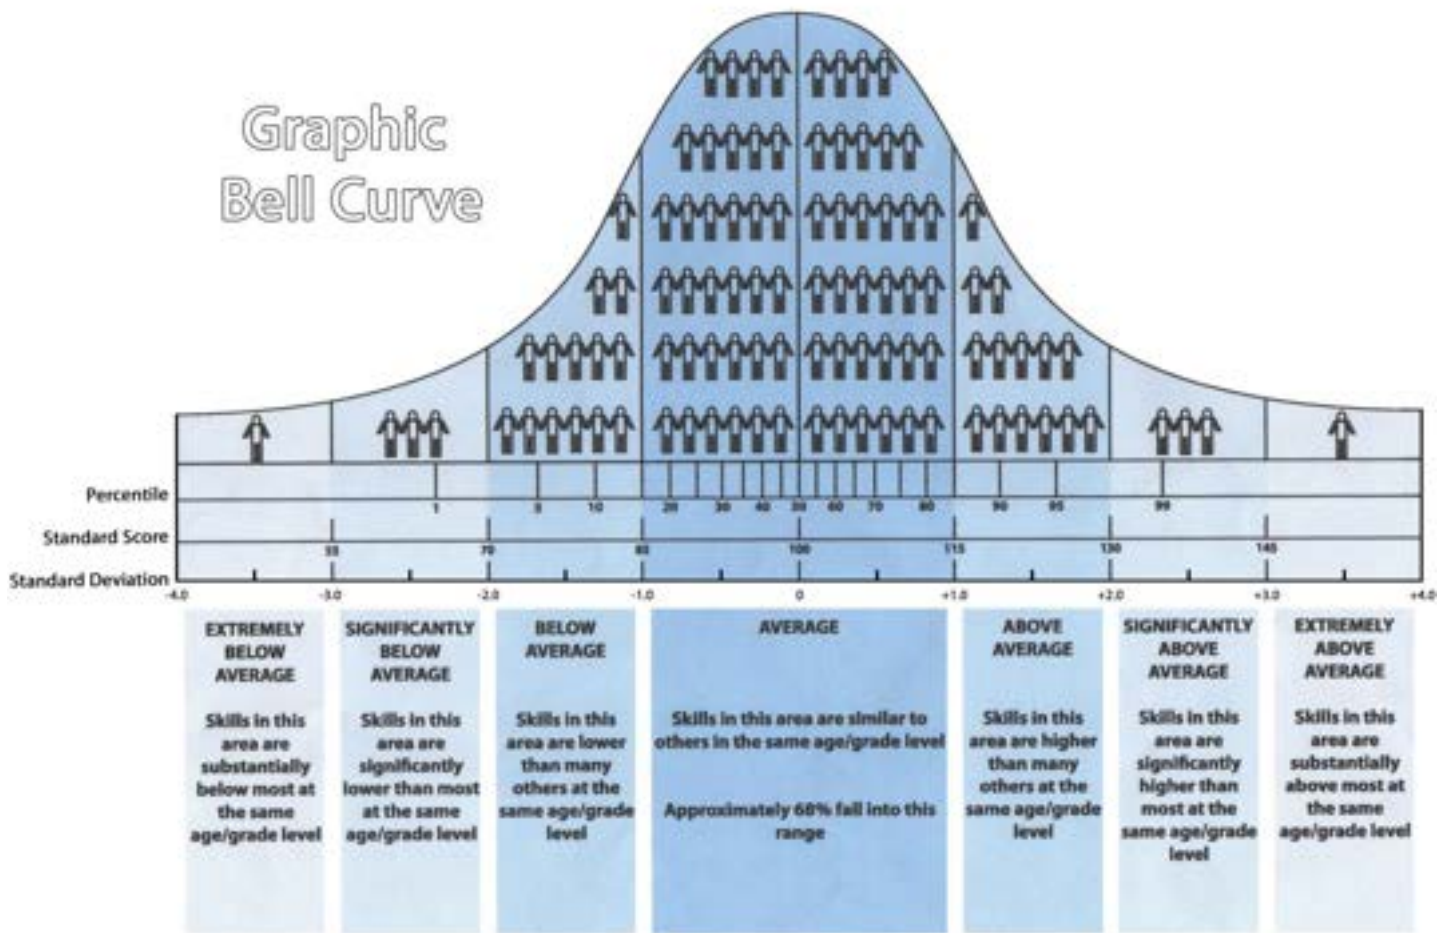 Graphic
Bell Curve
Percentile
1 5 10 20 30 40 50 60 70 80 90 95 99
Standard Score
55 70 85 100 115 130 145
Standard Deviation
-4.0 -3.0 -2.0 -1.0 0 +1.0 +2.0 +3.0 +4.0
EXTREMELY
BELOW
AVERAGE
Skills in this
area are
substantially
below most at
the same
age/grade level
SIGNIFICANTLY
BELOW
AVERAGE
Skills in this
area are
significantly
lower than most
at the same
age/grade level
BELOW
AVERAGE
Skills in this
area are lower
than many
others at the
same age/grade
level
AVERAGE
Skills in this area are similar to
others in the same age/grade level
Approximately 68% fall into this
range
ABOVE
AVERAGE
Skills in this
area are higher
than many
others at the
same age/grade
level
SIGNIFICANTLY
ABOVE
AVERAGE
Skills in this
area are
significantly
higher than
most at the
same age/grade
level
EXTREMELY
ABOVE
AVERAGE
Skills in this
area are
substantially
above most at
the same
age/grade level